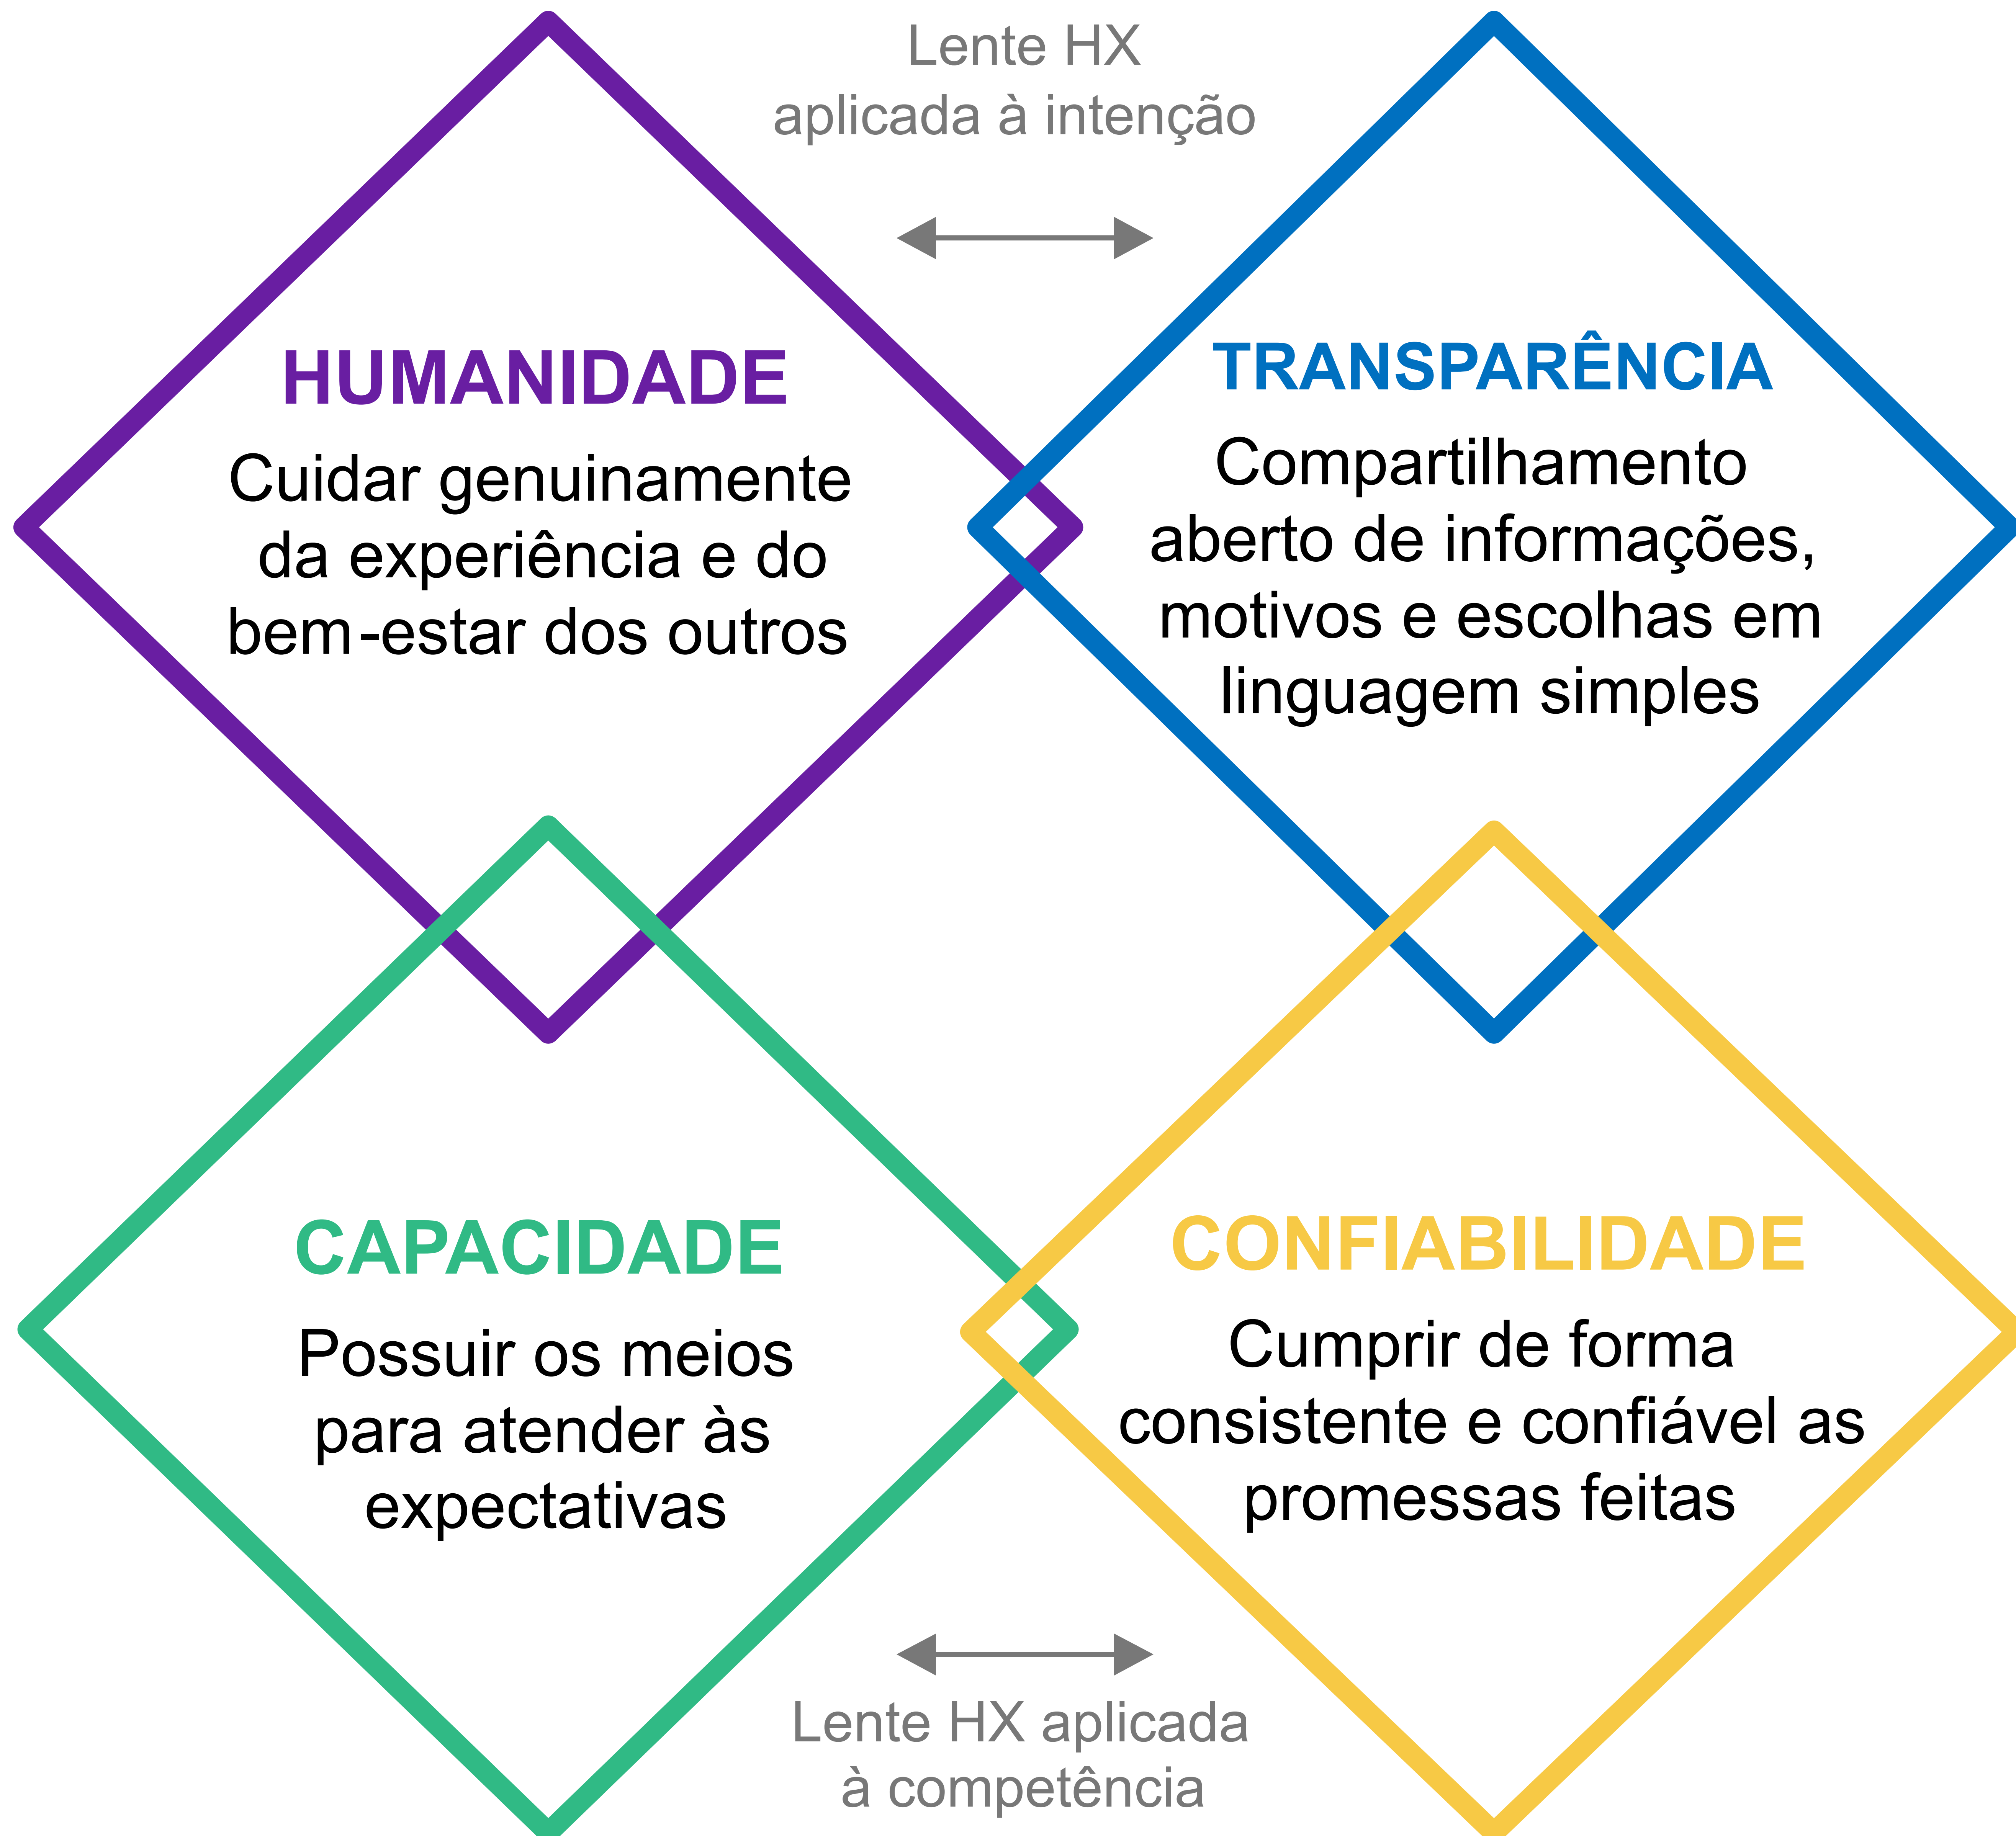 Lente HX
aplicada à intenção
HUMANIDADE
Cuidar genuinamente
da experiência e do
bem-estar dos outros
TRANSPARÊNCIA
Compartilhamento
aberto de informações,
motivos e escolhas em
linguagem simples
CAPACIDADE
Possuir os meios
para atender às
expectativas
CONFIABILIDADE
Cumprir de forma
consistente e confiável as
promessas feitas
Lente HX aplicada
à competência